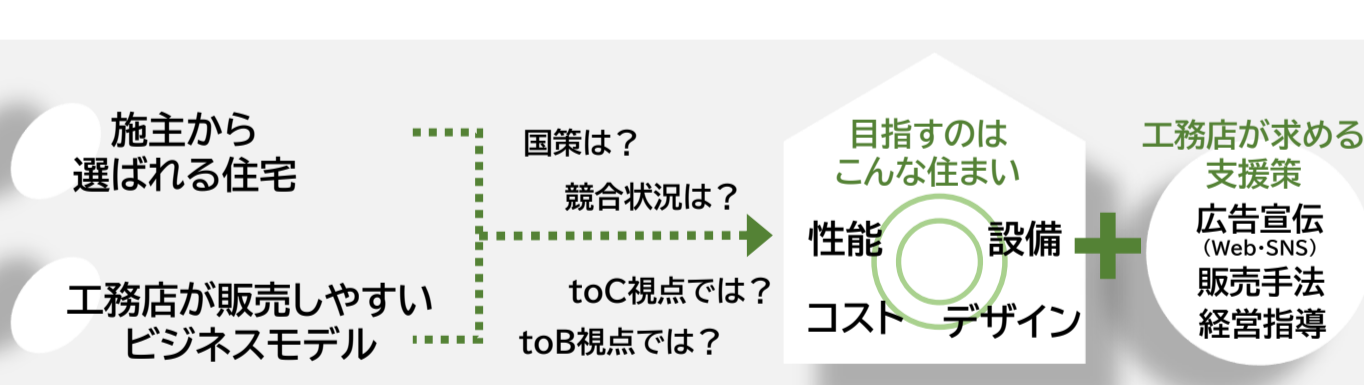 施主から
選ばれる住宅
工務店が販売しやすい
ビジネスモデル
国策は？
競合状況は？
toC視点では？
toB視点では？
目指すのは
こんな住まい
性能
設備
コスト
デザイン
工務店が求める
支援策
広告宣伝
（Web・SNS）
販売手法
経営指導